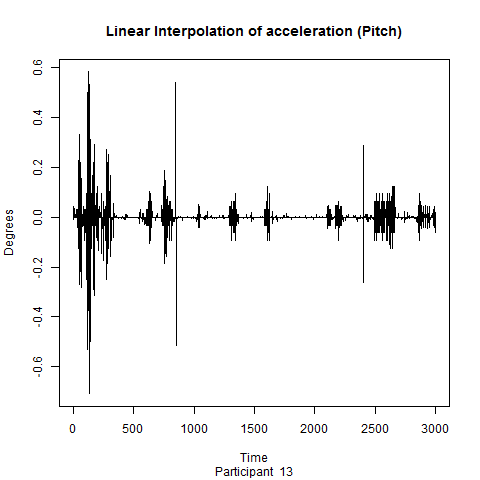 Linear Interpolation of acceleration (Pitch)
0.6
0.4
0.2
0.0
-0.2
-0.4
-0.6
Degrees
0 500 1000 1500 2000 2500 3000
Time
Participant 13